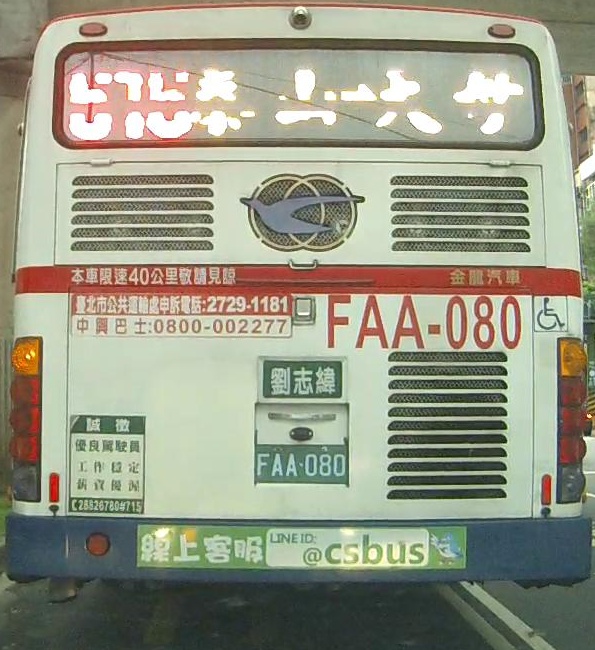 本車限速40公里敬請見諒
金龍汽車
臺北市公共運輸處申訴電話:2729-1181
中興巴士:0800-002277
FAA-080
劉志緯
FAA-080
誠徵
優良駕駛員
工作穩定
薪資優渥
28826780#715
線上客服 LINE ID: @csbus